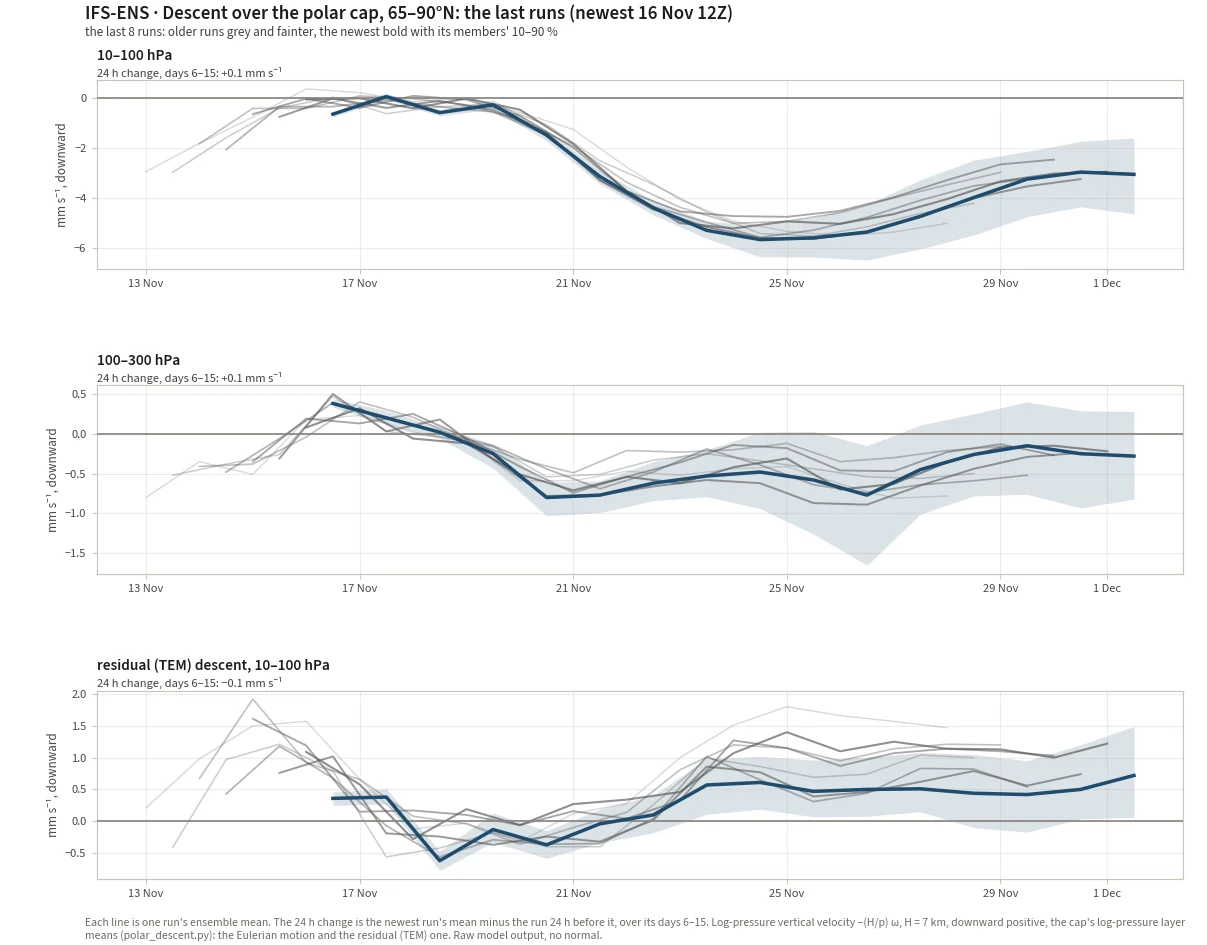 IFS-ENS · Descent over the polar cap, 65–90°N: the last runs (newest 16 Nov 12Z)
the last 8 runs: older runs grey and fainter, the newest bold with its members' 10–90 %
10–100 hPa
24 h change, days 6–15: +0.1 mm s⁻¹
0
−2
−4
−6
mm s⁻¹, downward
13 Nov 17 Nov 21 Nov 25 Nov 29 Nov 1 Dec
100–300 hPa
24 h change, days 6–15: +0.1 mm s⁻¹
0.5
0.0
−0.5
−1.0
−1.5
mm s⁻¹, downward
13 Nov 17 Nov 21 Nov 25 Nov 29 Nov 1 Dec
residual (TEM) descent, 10–100 hPa
24 h change, days 6–15: −0.1 mm s⁻¹
2.0
1.5
1.0
0.5
0.0
−0.5
mm s⁻¹, downward
13 Nov 17 Nov 21 Nov 25 Nov 29 Nov 1 Dec
Each line is one run's ensemble mean. The 24 h change is the newest run's mean minus the run 24 h before it, over its days 6–15. Log-pressure vertical velocity −(H/p) ω, H = 7 km, downward positive, the cap's log-pressure layer
means (polar_descent.py): the Eulerian motion and the residual (TEM) one. Raw model output, no normal.